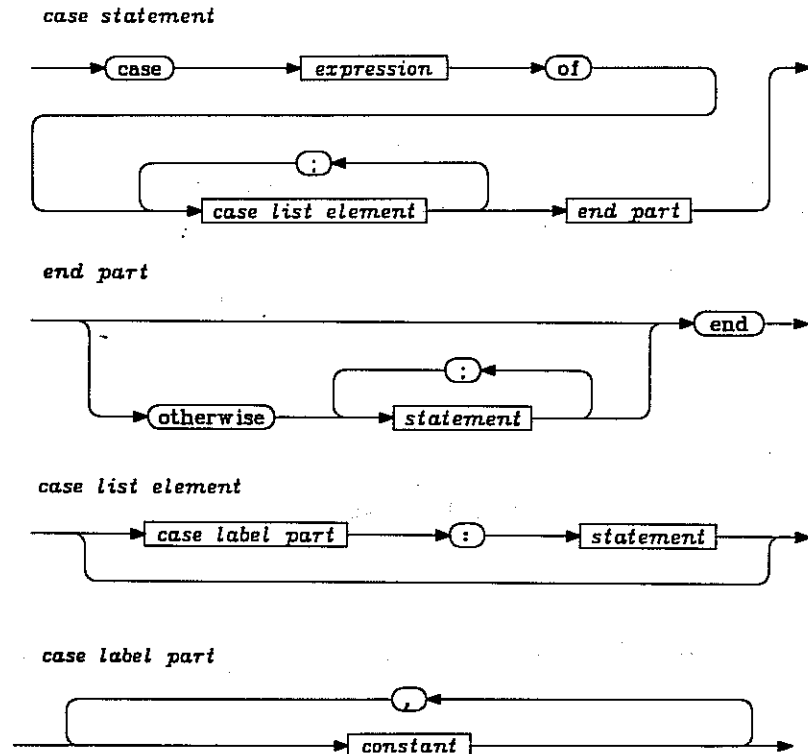 case statement
case expression of
;
case list element end part
end part
end
;
otherwise statement
case list element
case label part : statement
case label part
,
constant